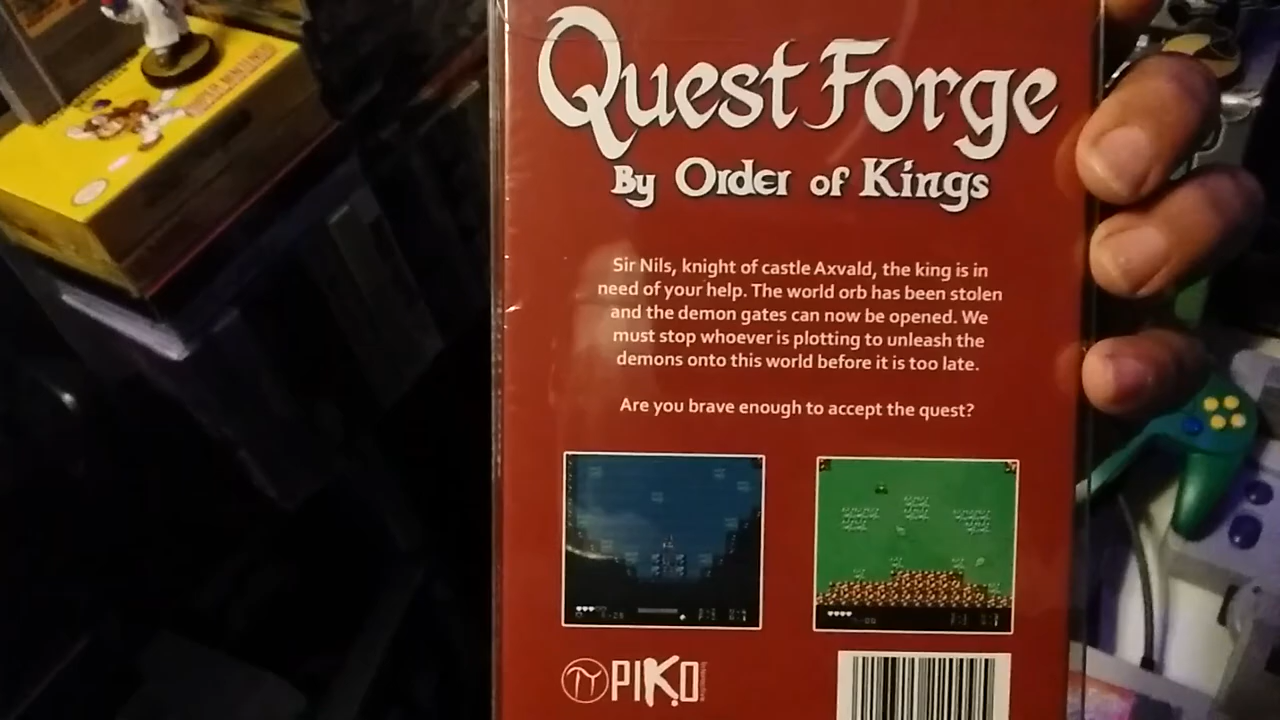 Quest Forge
By Order of Kings
Sir Nils, knight of castle Axvald, the king is in
need of your help. The world orb has been stolen
and the demon gates can now be opened. We
must stop whoever is plotting to unleash the
demons onto this world before it is too late.
Are you brave enough to accept the quest?
PIKO